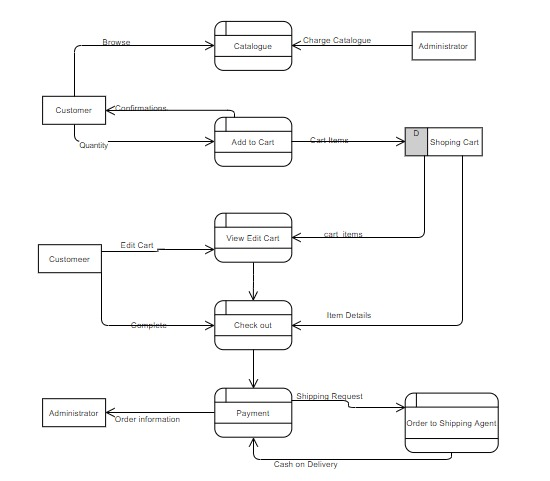 Browse
Catalogue
Charge Catalogue
Administrator
Customer
Confirmations
Quantity
Add to Cart
Cart Items
D
Shoping Cart
View Edit Cart
cart items
Edit Cart
Customeer
Complete
Check out
Item Details
Administrator
Order information
Payment
Shipping Request
Order to Shipping Agent
Cash on Delivery